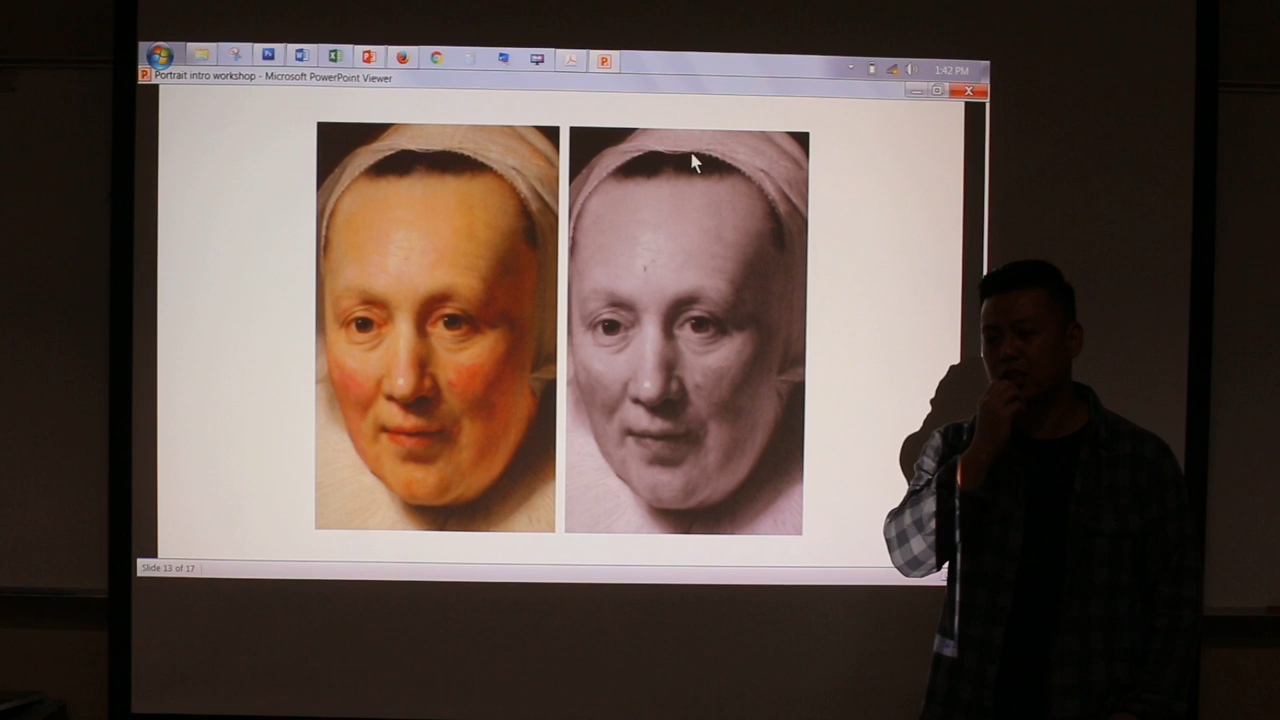 1:42 PM
Portrait intro workshop - Microsoft PowerPoint Viewer
Slide 13 of 17